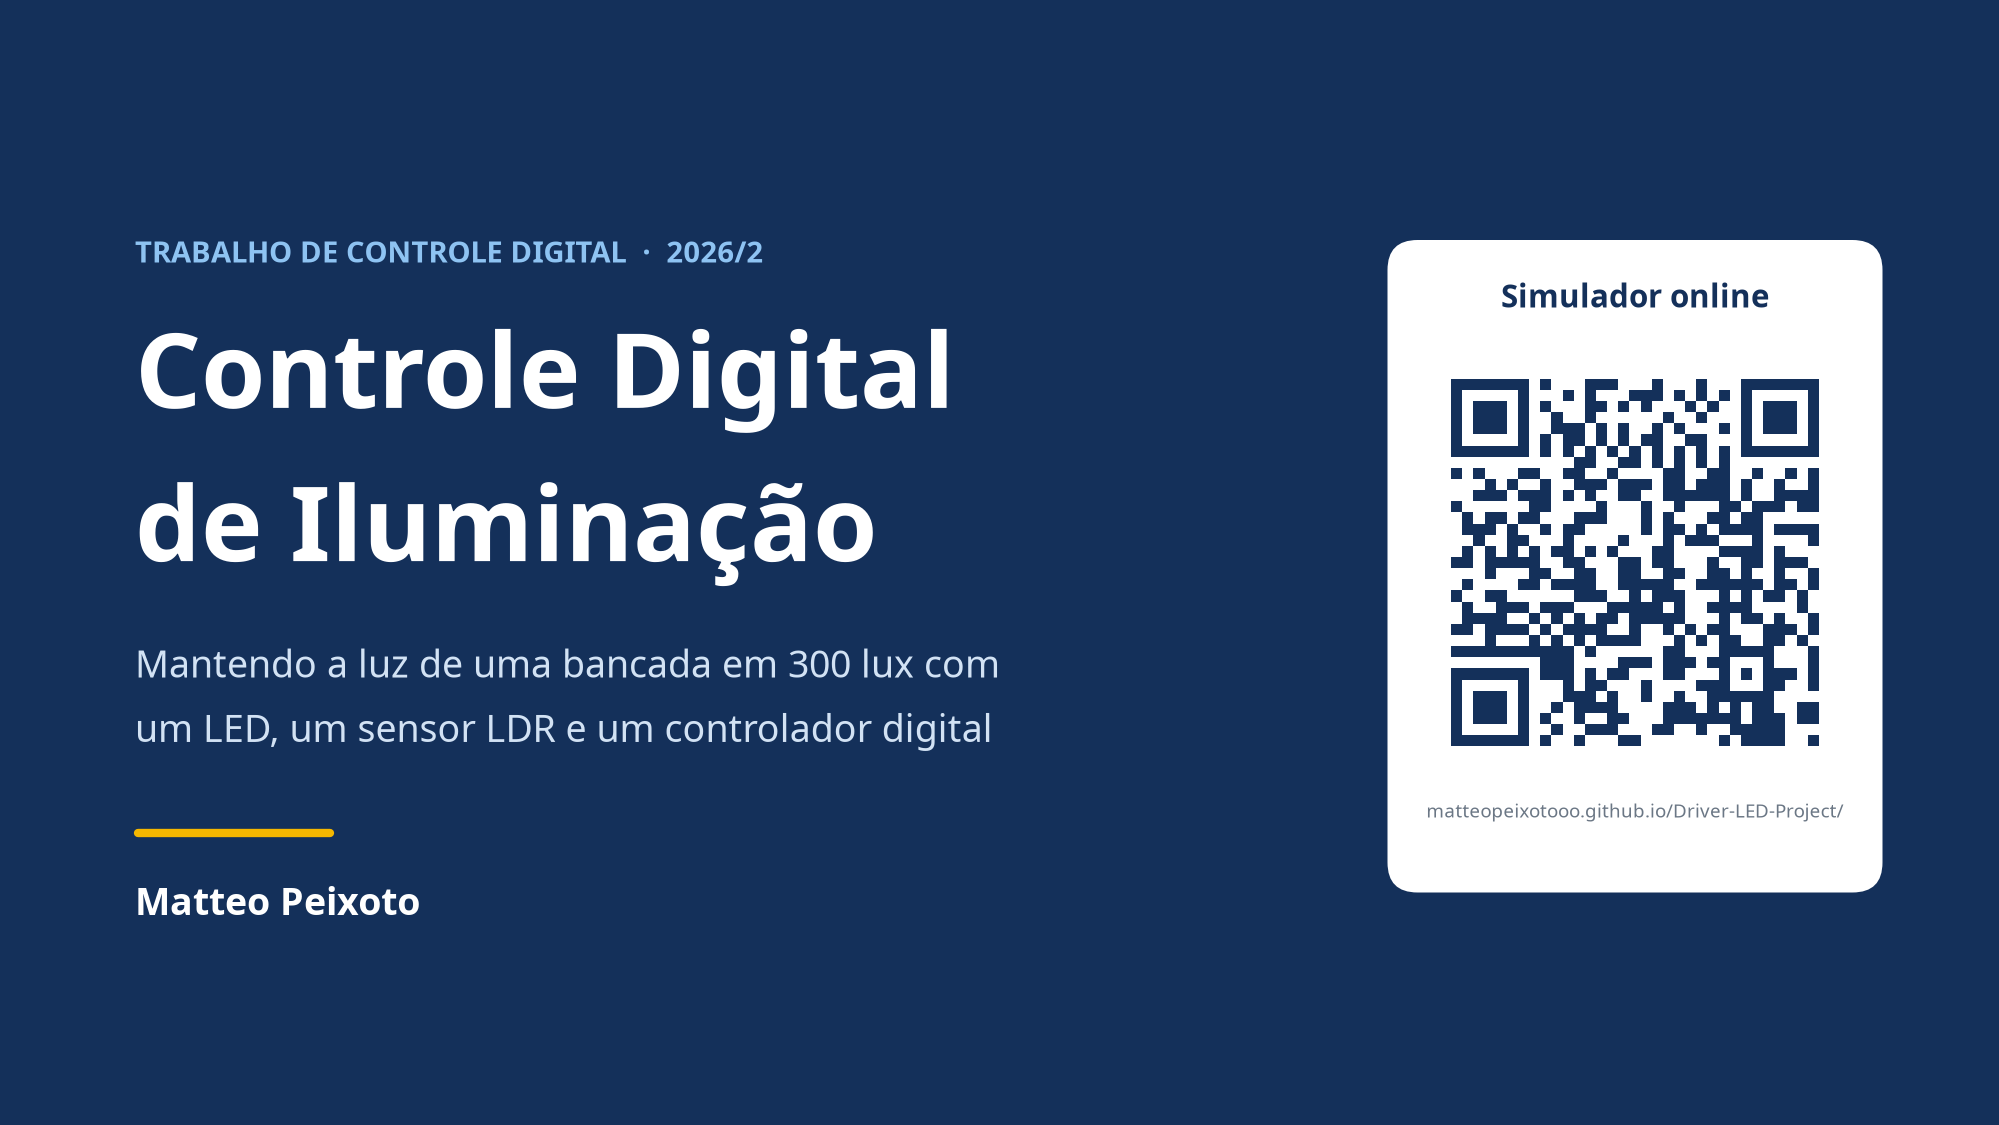 TRABALHO DE CONTROLE DIGITAL · 2026/2
Controle Digital
de Iluminação
Mantendo a luz de uma bancada em 300 lux com
um LED, um sensor LDR e um controlador digital
Matteo Peixoto
Simulador online
matteopeixotooo.github.io/Driver-LED-Project/